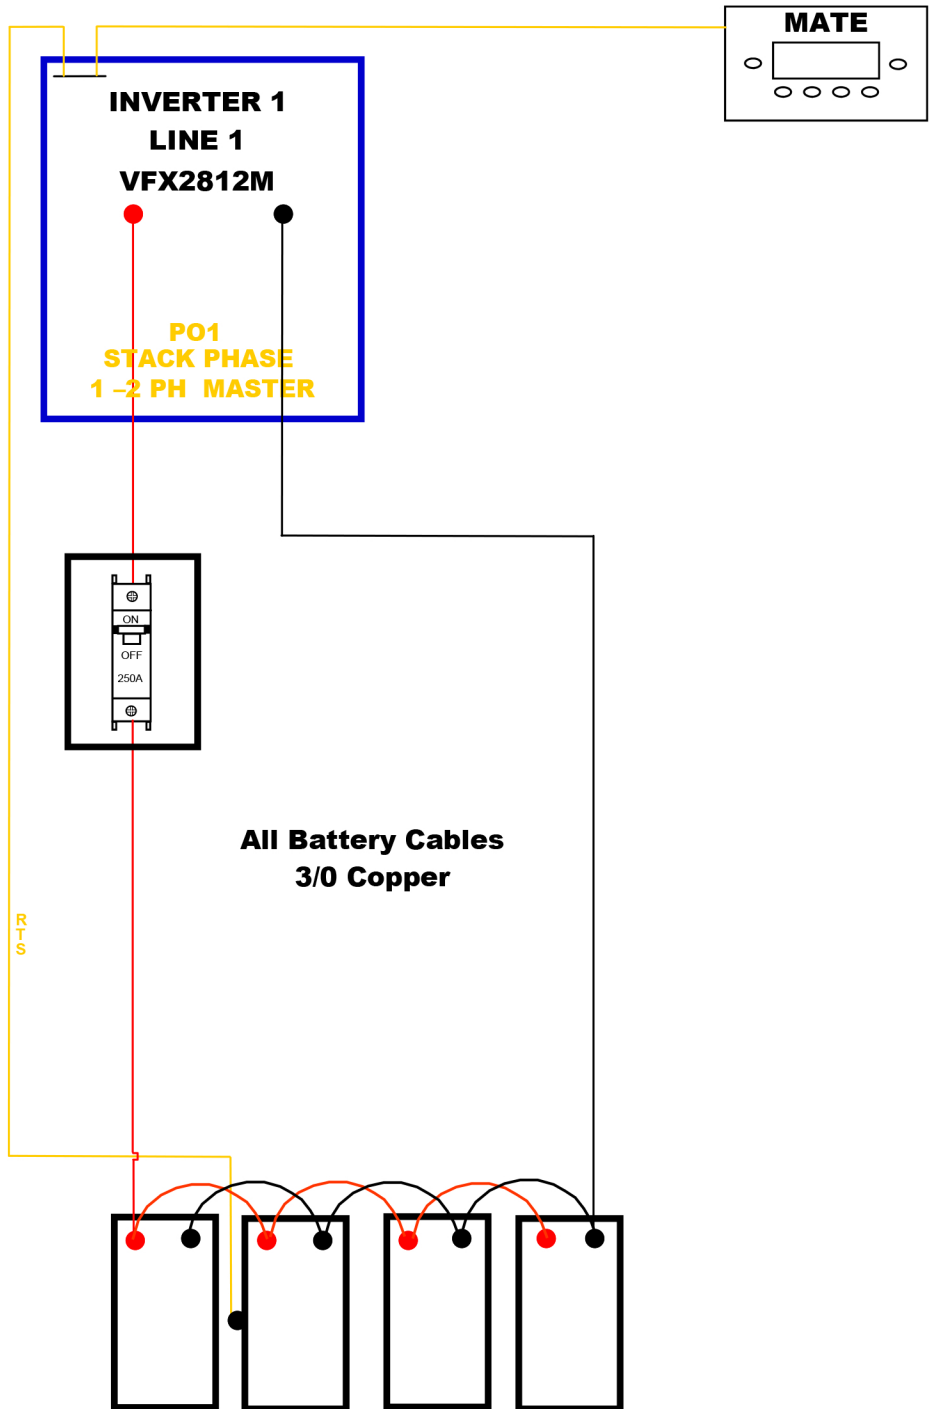 MATE
INVERTER 1
LINE 1
VFX2812M
PO1
STACK PHASE
1 –2 PH MASTER
ON
OFF
250A
All Battery Cables
3/0 Copper
R
T
S